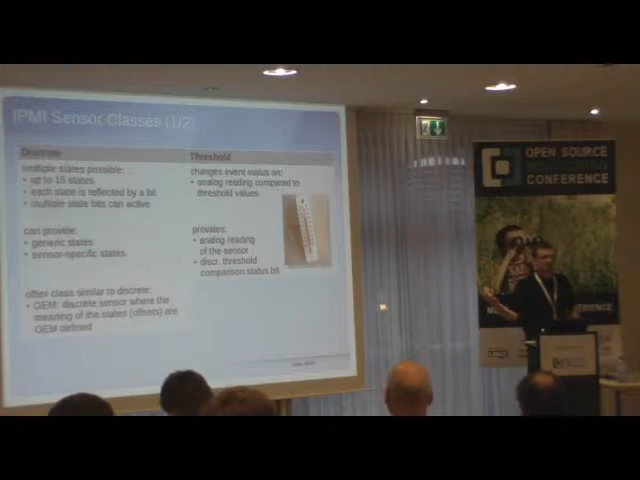 IPMI Sensor Classes (1/2)
Discrete
multiple states possible:
• up to 15 states
• each state is reflected by a bit
• multiple state bits can active
can provide:
• generic states
• sensor-specific states.
other class similar to discrete:
• OEM: discrete sensor where the
meaning of the states (offsets) are
OEM defined
Threshold
changes event status on:
• analog reading compared to
threshold values
provides:
• analog reading
of the sensor
• discr. threshold
comparison status bit
OPEN SOURCE
CONFERENCE